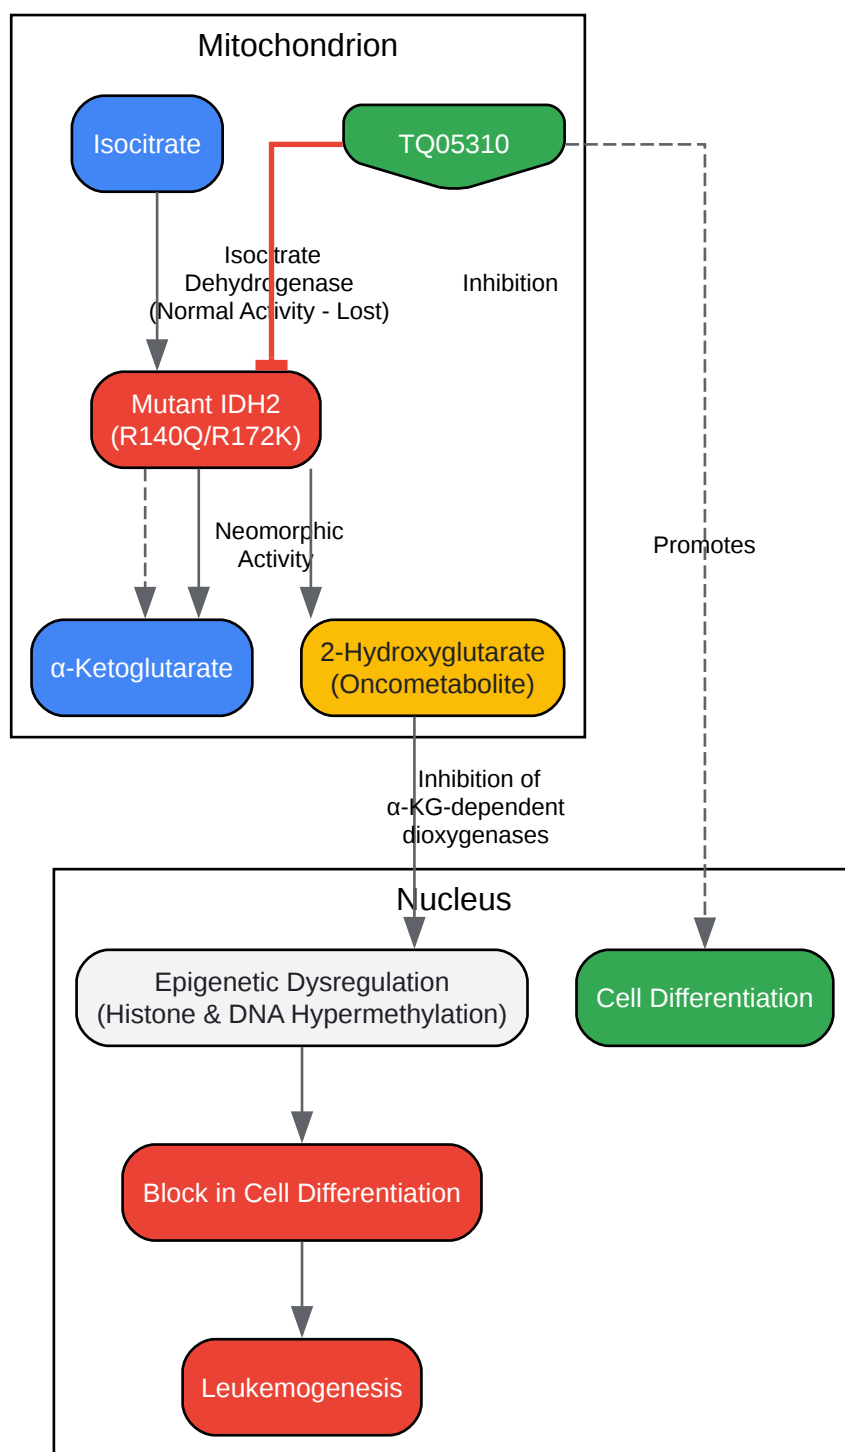 Mitochondrion
Isocitrate
TQ05310
Isocitrate
Dehydrogenase
(Normal Activity - Lost)
Inhibition
Mutant IDH2
(R140Q/R172K)
Neomorphic
Activity
Promotes
α-Ketoglutarate
2-Hydroxyglutarate
(Oncometabolite)
Inhibition of
α-KG-dependent
dioxygenases
Nucleus
Epigenetic Dysregulation
(Histone & DNA Hypermethylation)
Cell Differentiation
Block in Cell Differentiation
Leukemogenesis